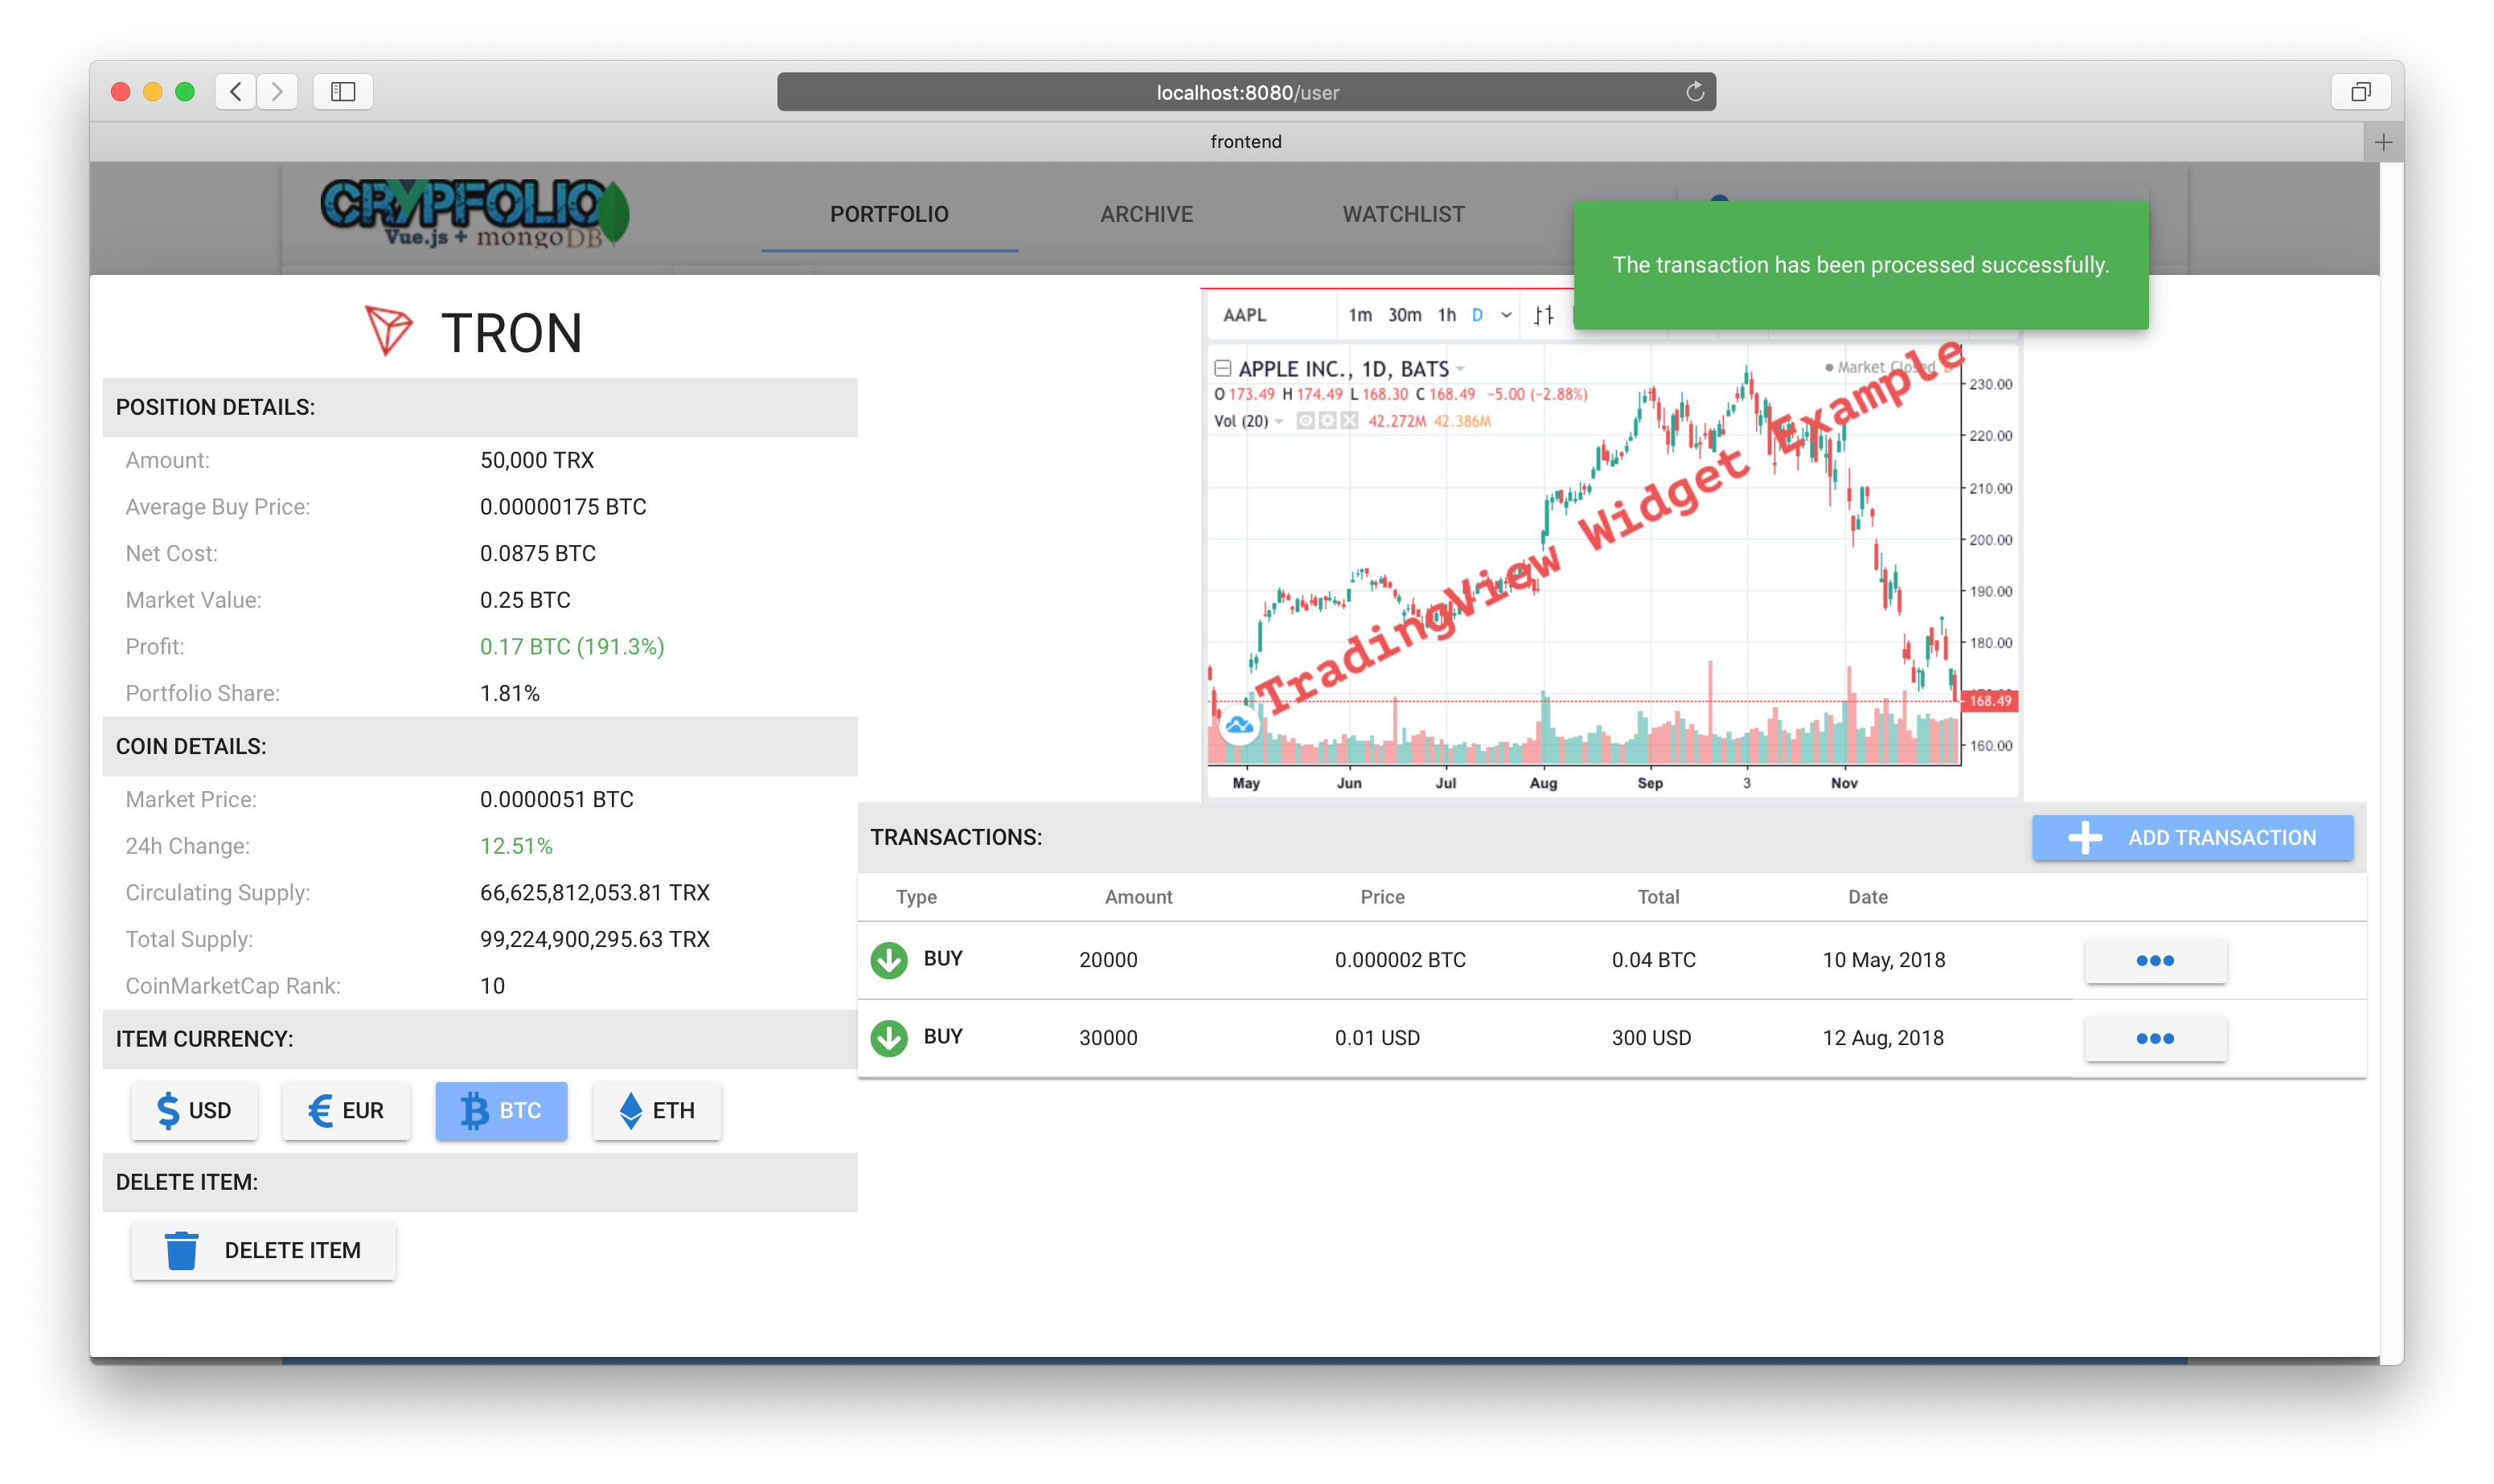 localhost:8080/user
frontend
CRYPFOLIO
Vue.js + mongoDB
PORTFOLIO
ARCHIVE
WATCHLIST
The transaction has been processed successfully.
TRON
POSITION DETAILS:
Amount: 50,000 TRX
Average Buy Price: 0.00000175 BTC
Net Cost: 0.0875 BTC
Market Value: 0.25 BTC
Profit: 0.17 BTC (191.3%)
Portfolio Share: 1.81%
COIN DETAILS:
Market Price: 0.0000051 BTC
24h Change: 12.51%
Circulating Supply: 66,625,812,053.81 TRX
Total Supply: 99,224,900,295.63 TRX
CoinMarketCap Rank: 10
ITEM CURRENCY:
USD EUR BTC ETH
DELETE ITEM:
DELETE ITEM
AAPL 1m 30m 1h D
APPLE INC., 1D, BATS
Market Closed D
O 173.49 H 174.49 L 168.30 C 168.49 −5.00 (−2.88%)
Vol (20) 42.272M 42.386M
TradingView Widget Example
230.00
220.00
210.00
200.00
190.00
180.00
168.49
160.00
May Jun Jul Aug Sep 3 Nov
TRANSACTIONS:
ADD TRANSACTION
Type Amount Price Total Date
BUY 20000 0.000002 BTC 0.04 BTC 10 May, 2018
BUY 30000 0.01 USD 300 USD 12 Aug, 2018